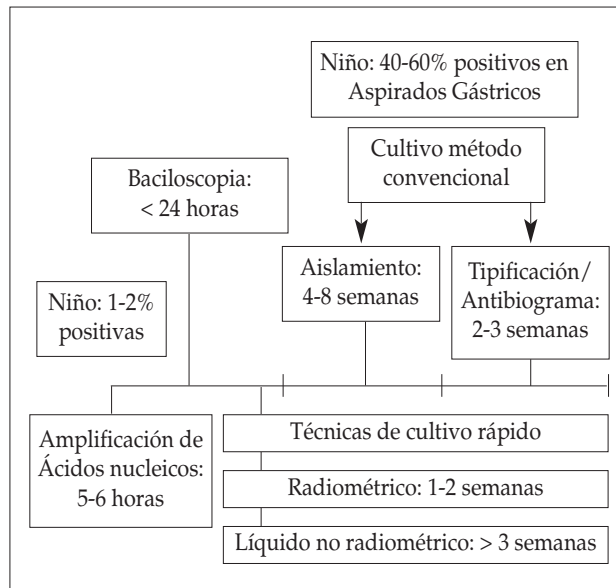 Niño: 40-60% positivos en
Aspirados Gástricos
Cultivo método
convencional
Baciloscopia:
< 24 horas
Aislamiento:
4-8 semanas
Tipificación/
Antibiograma:
2-3 semanas
Niño: 1-2%
positivas
Amplificación de
Ácidos nucleicos:
5-6 horas
Técnicas de cultivo rápido
Radiométrico: 1-2 semanas
Líquido no radiométrico: > 3 semanas